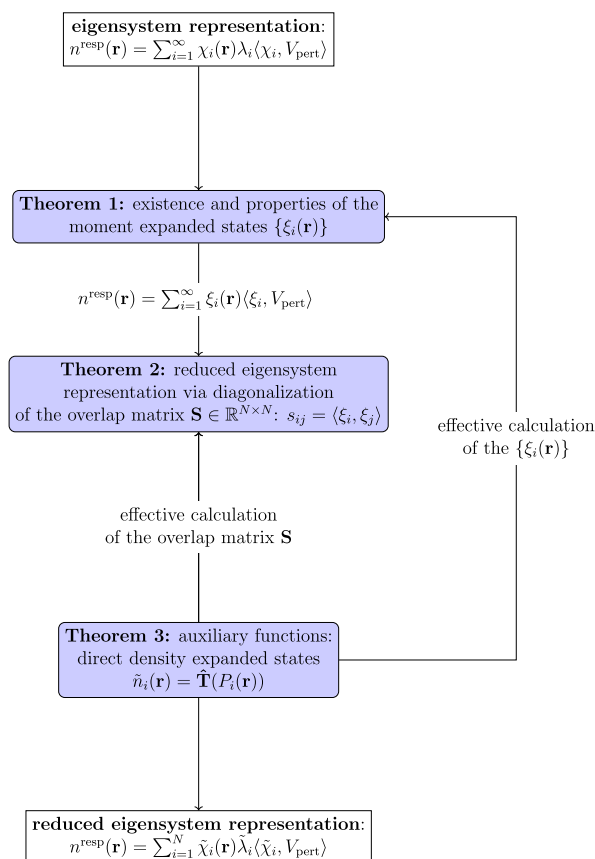 eigensystem representation:
n^resp(r) = ∑_{i=1}^∞ χ_i(r)λ_i⟨χ_i, V_pert⟩
Theorem 1: existence and properties of the
moment expanded states {ξ_i(r)}
n^resp(r) = ∑_{i=1}^∞ ξ_i(r)⟨ξ_i, V_pert⟩
Theorem 2: reduced eigensystem
representation via diagonalization
of the overlap matrix S ∈ ℝ^{N×N}: s_{ij} = ⟨ξ_i, ξ_j⟩
effective calculation
of the {ξ_i(r)}
effective calculation
of the overlap matrix S
Theorem 3: auxiliary functions:
direct density expanded states
ñ_i(r) = T̂(P_i(r))
reduced eigensystem representation:
n^resp(r) = ∑_{i=1}^N χ̃_i(r)λ̃_i⟨χ̃_i, V_pert⟩